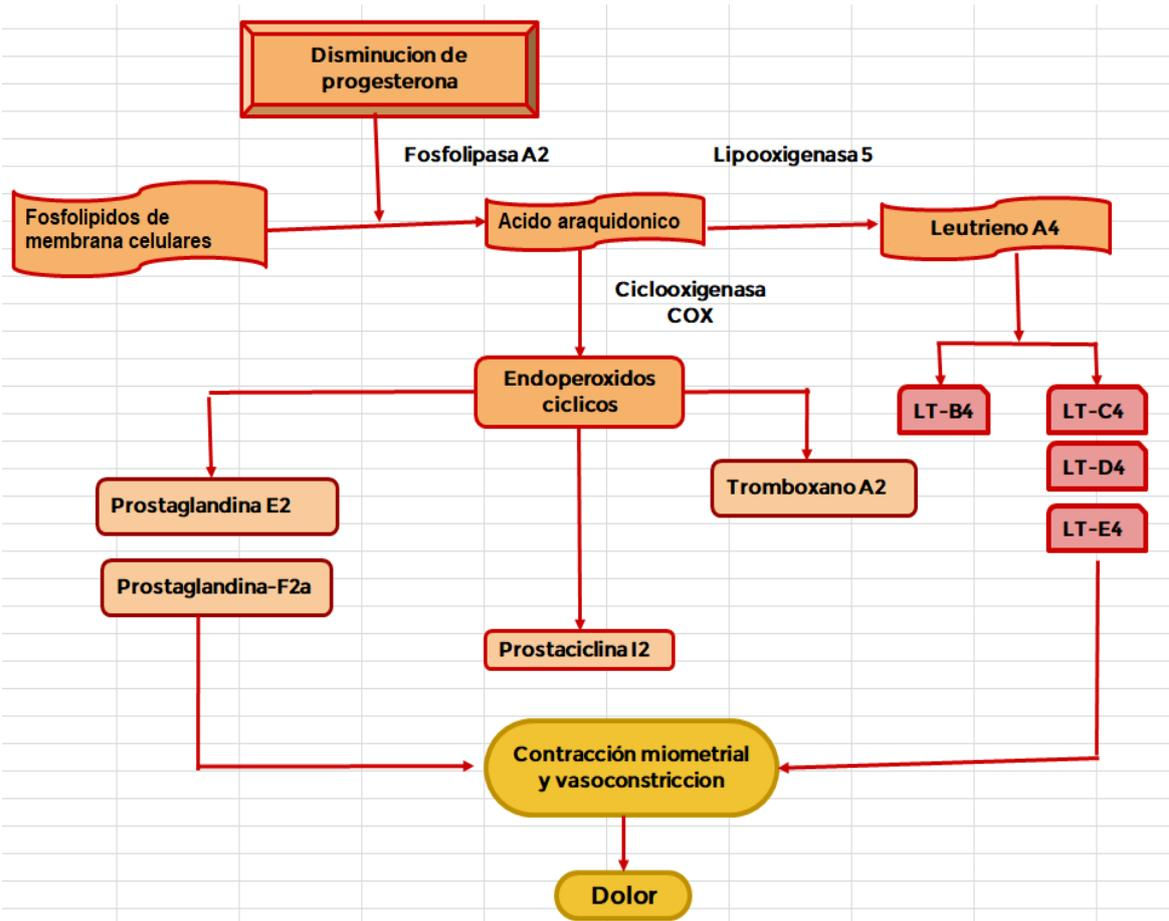 Disminucion de
progesterona
Fosfolipasa A2
Lipooxigenasa 5
Fosfolipidos de
membrana celulares
Acido araquidonico
Leutrieno A4
Ciclooxigenasa
COX
Endoperoxidos
ciclicos
LT-B4
LT-C4
LT-D4
LT-E4
Prostaglandina E2
Tromboxano A2
Prostaglandina-F2a
Prostaciclina I2
Contracción miometrial
y vasoconstriccion
Dolor